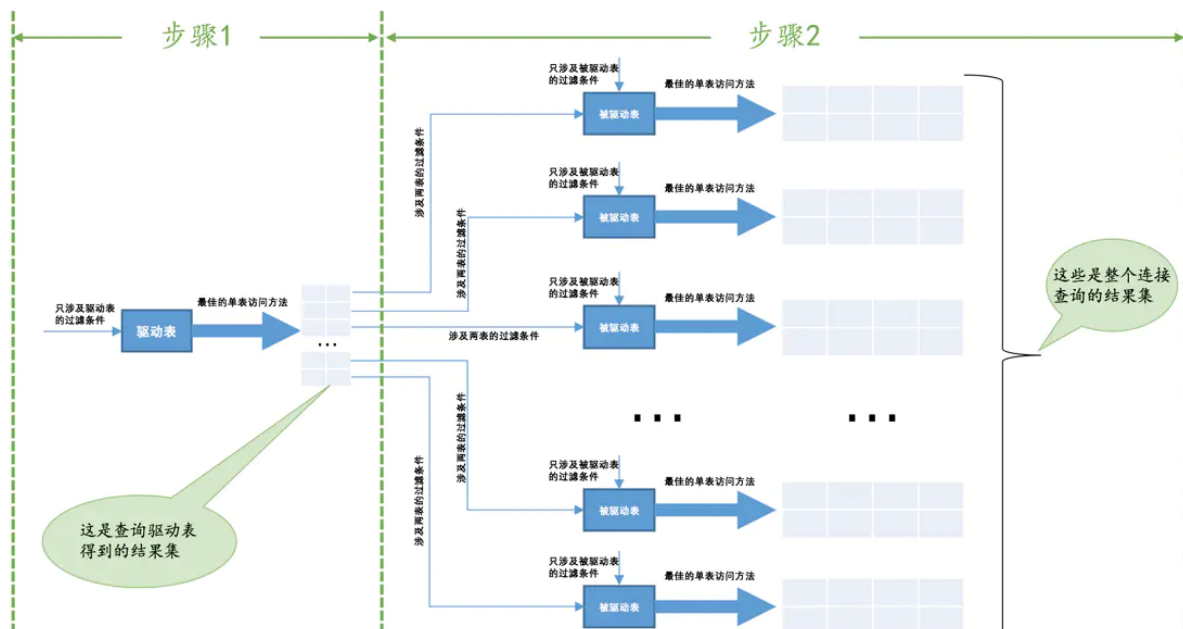 步骤1
步骤2
只涉及驱动表
的过滤条件
驱动表
最佳的单表访问方法
...
这是查询驱动表
得到的结果集
涉及两表的过滤条件
只涉及被驱动表
的过滤条件
被驱动表
最佳的单表访问方法
涉及两表的过滤条件
只涉及被驱动表
的过滤条件
被驱动表
最佳的单表访问方法
涉及两表的过滤条件
只涉及被驱动表
的过滤条件
被驱动表
最佳的单表访问方法
... ...
涉及两表的过滤条件
只涉及被驱动表
的过滤条件
被驱动表
最佳的单表访问方法
涉及两表的过滤条件
只涉及被驱动表
的过滤条件
被驱动表
最佳的单表访问方法
这些是整个连接
查询的结果集